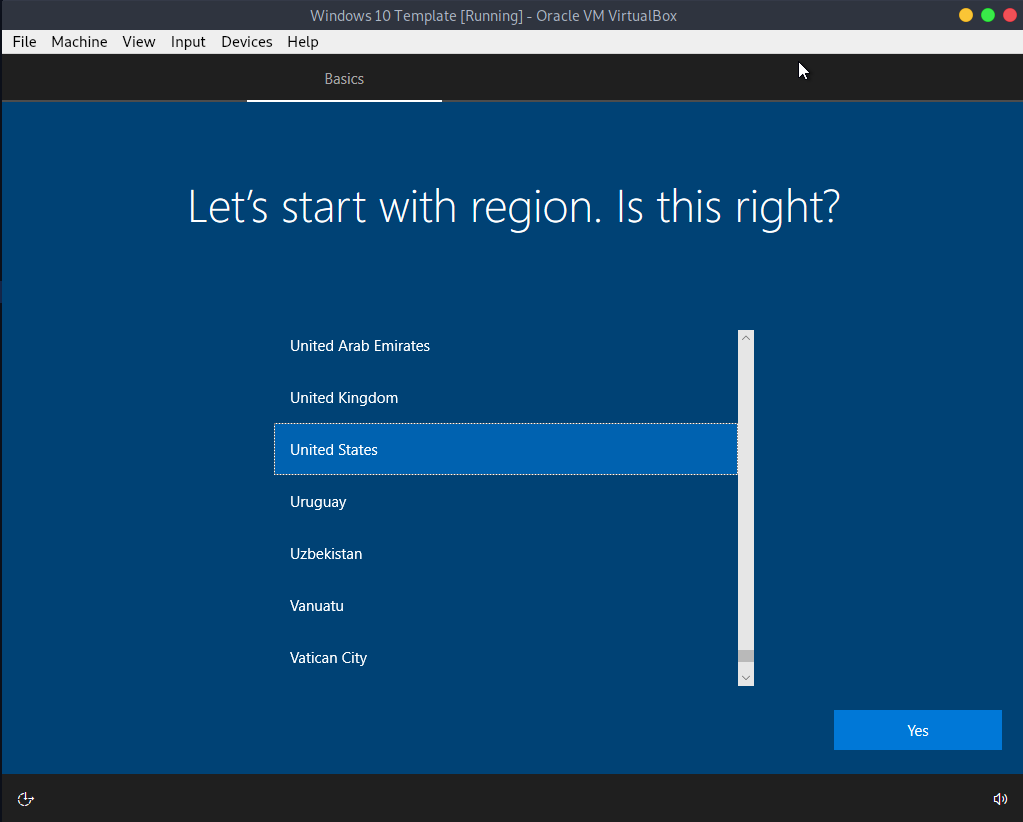 Windows 10 Template [Running] - Oracle VM VirtualBox
File Machine View Input Devices Help
Basics
Let’s start with region. Is this right?
United Arab Emirates
United Kingdom
United States
Uruguay
Uzbekistan
Vanuatu
Vatican City
Yes